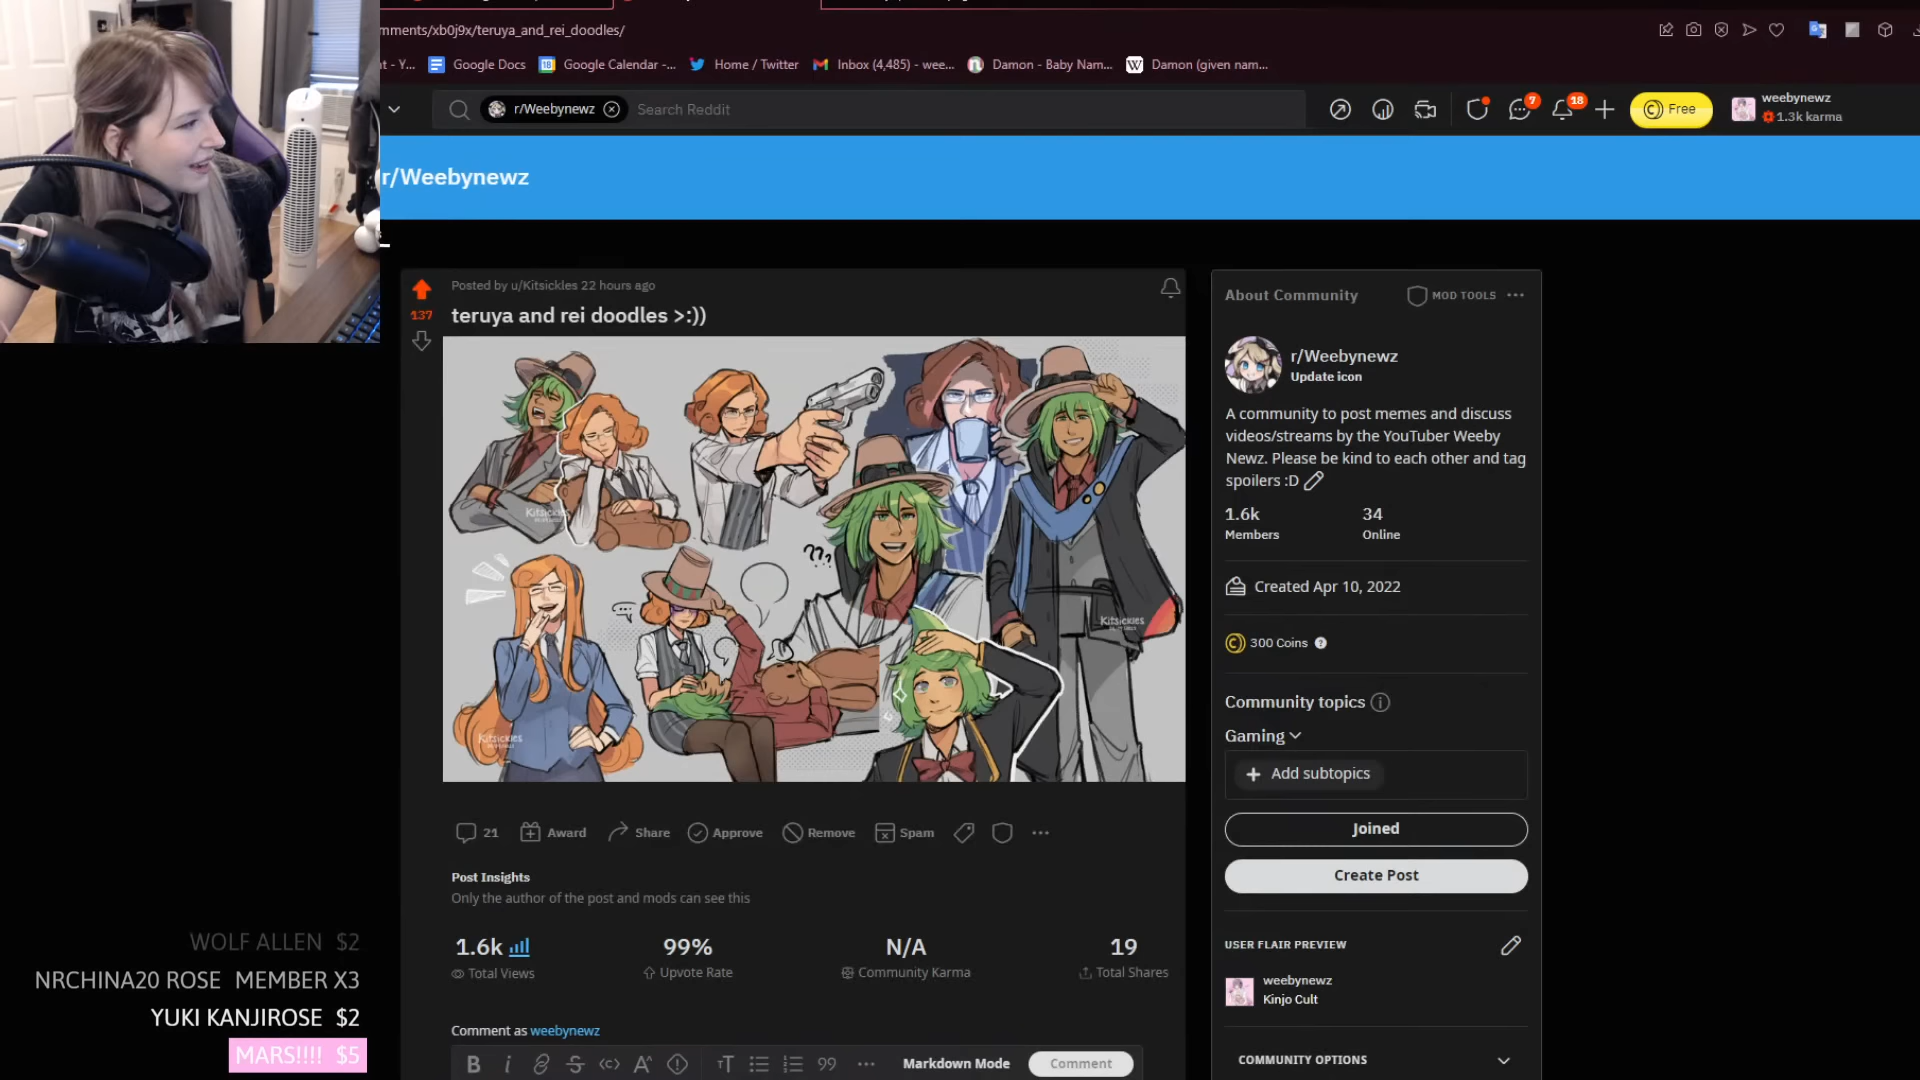 mments/xb0j9x/teruya_and_rei_doodles/
nt - Y... Google Docs Google Calendar -... Home / Twitter Inbox (4,485) - wee... Damon - Baby Nam... Damon (given nam...
r/Weebynewz Search Reddit 7 18 Free weebynewz
1.3k karma
r/Weebynewz
Posted by u/Kitsickles 22 hours ago
137 teruya and rei doodles >:))
Kitsickles
???
Kitsickles
Kitsickles
21 Award Share Approve Remove Spam
Post Insights
Only the author of the post and mods can see this
1.6k 99% N/A 19
Total Views Upvote Rate Community Karma Total Shares
Comment as weebynewz
Markdown Mode Comment
About Community MOD TOOLS
r/Weebynewz
Update icon
A community to post memes and discuss
videos/streams by the YouTuber Weeby
Newz. Please be kind to each other and tag
spoilers :D
1.6k 34
Members Online
Created Apr 10, 2022
300 Coins
Community topics
Gaming
Add subtopics
Joined
Create Post
USER FLAIR PREVIEW
weebynewz
Kinjo Cult
COMMUNITY OPTIONS
WOLF ALLEN $2
NRCHINA20 ROSE MEMBER X3
YUKI KANJIROSE $2
MARS!!!! $5